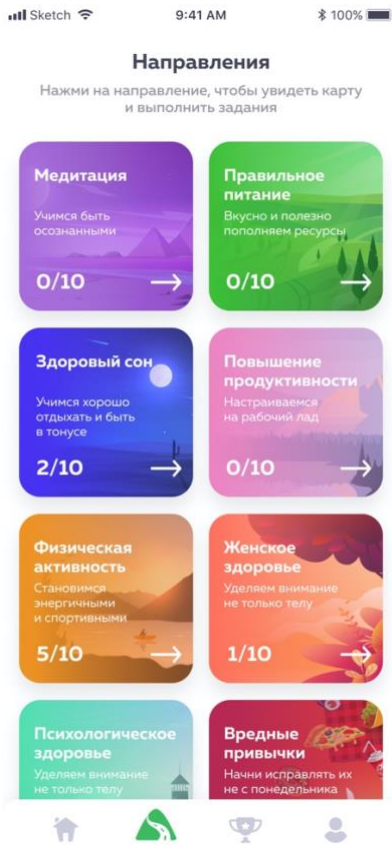 Sketch 9:41 AM 100%
Направления
Нажми на направление, чтобы увидеть карту
и выполнить задания
Медитация
Учимся быть
осознанными
0/10
Правильное
питание
Вкусно и полезно
пополняем ресурсы
0/10
Здоровый сон
Учимся хорошо
отдыхать и быть
в тонусе
2/10
Повышение
продуктивности
Настраиваемся
на рабочий лад
0/10
Физическая
активность
Становимся
энергичными
и спортивными
5/10
Женское
здоровье
Уделяем внимание
не только телу
1/10
Психологическое
здоровье
Уделяем внимание
не только телу
Вредные
привычки
Начни исправлять их
не с понедельника